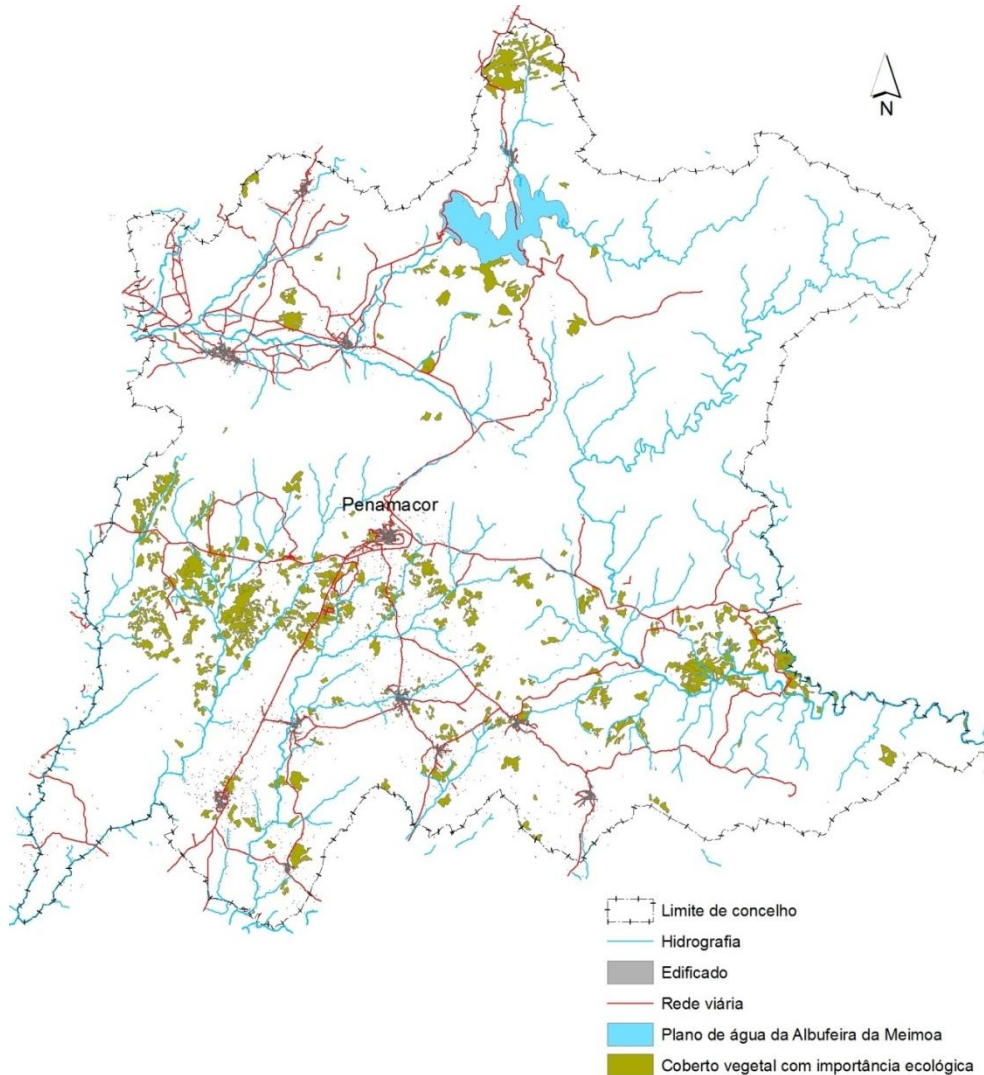 N
Penamacor
Limite de concelho
Hidrografia
Edificado
Rede viária
Plano de água da Albufeira da Meimoa
Coberto vegetal com importância ecológica